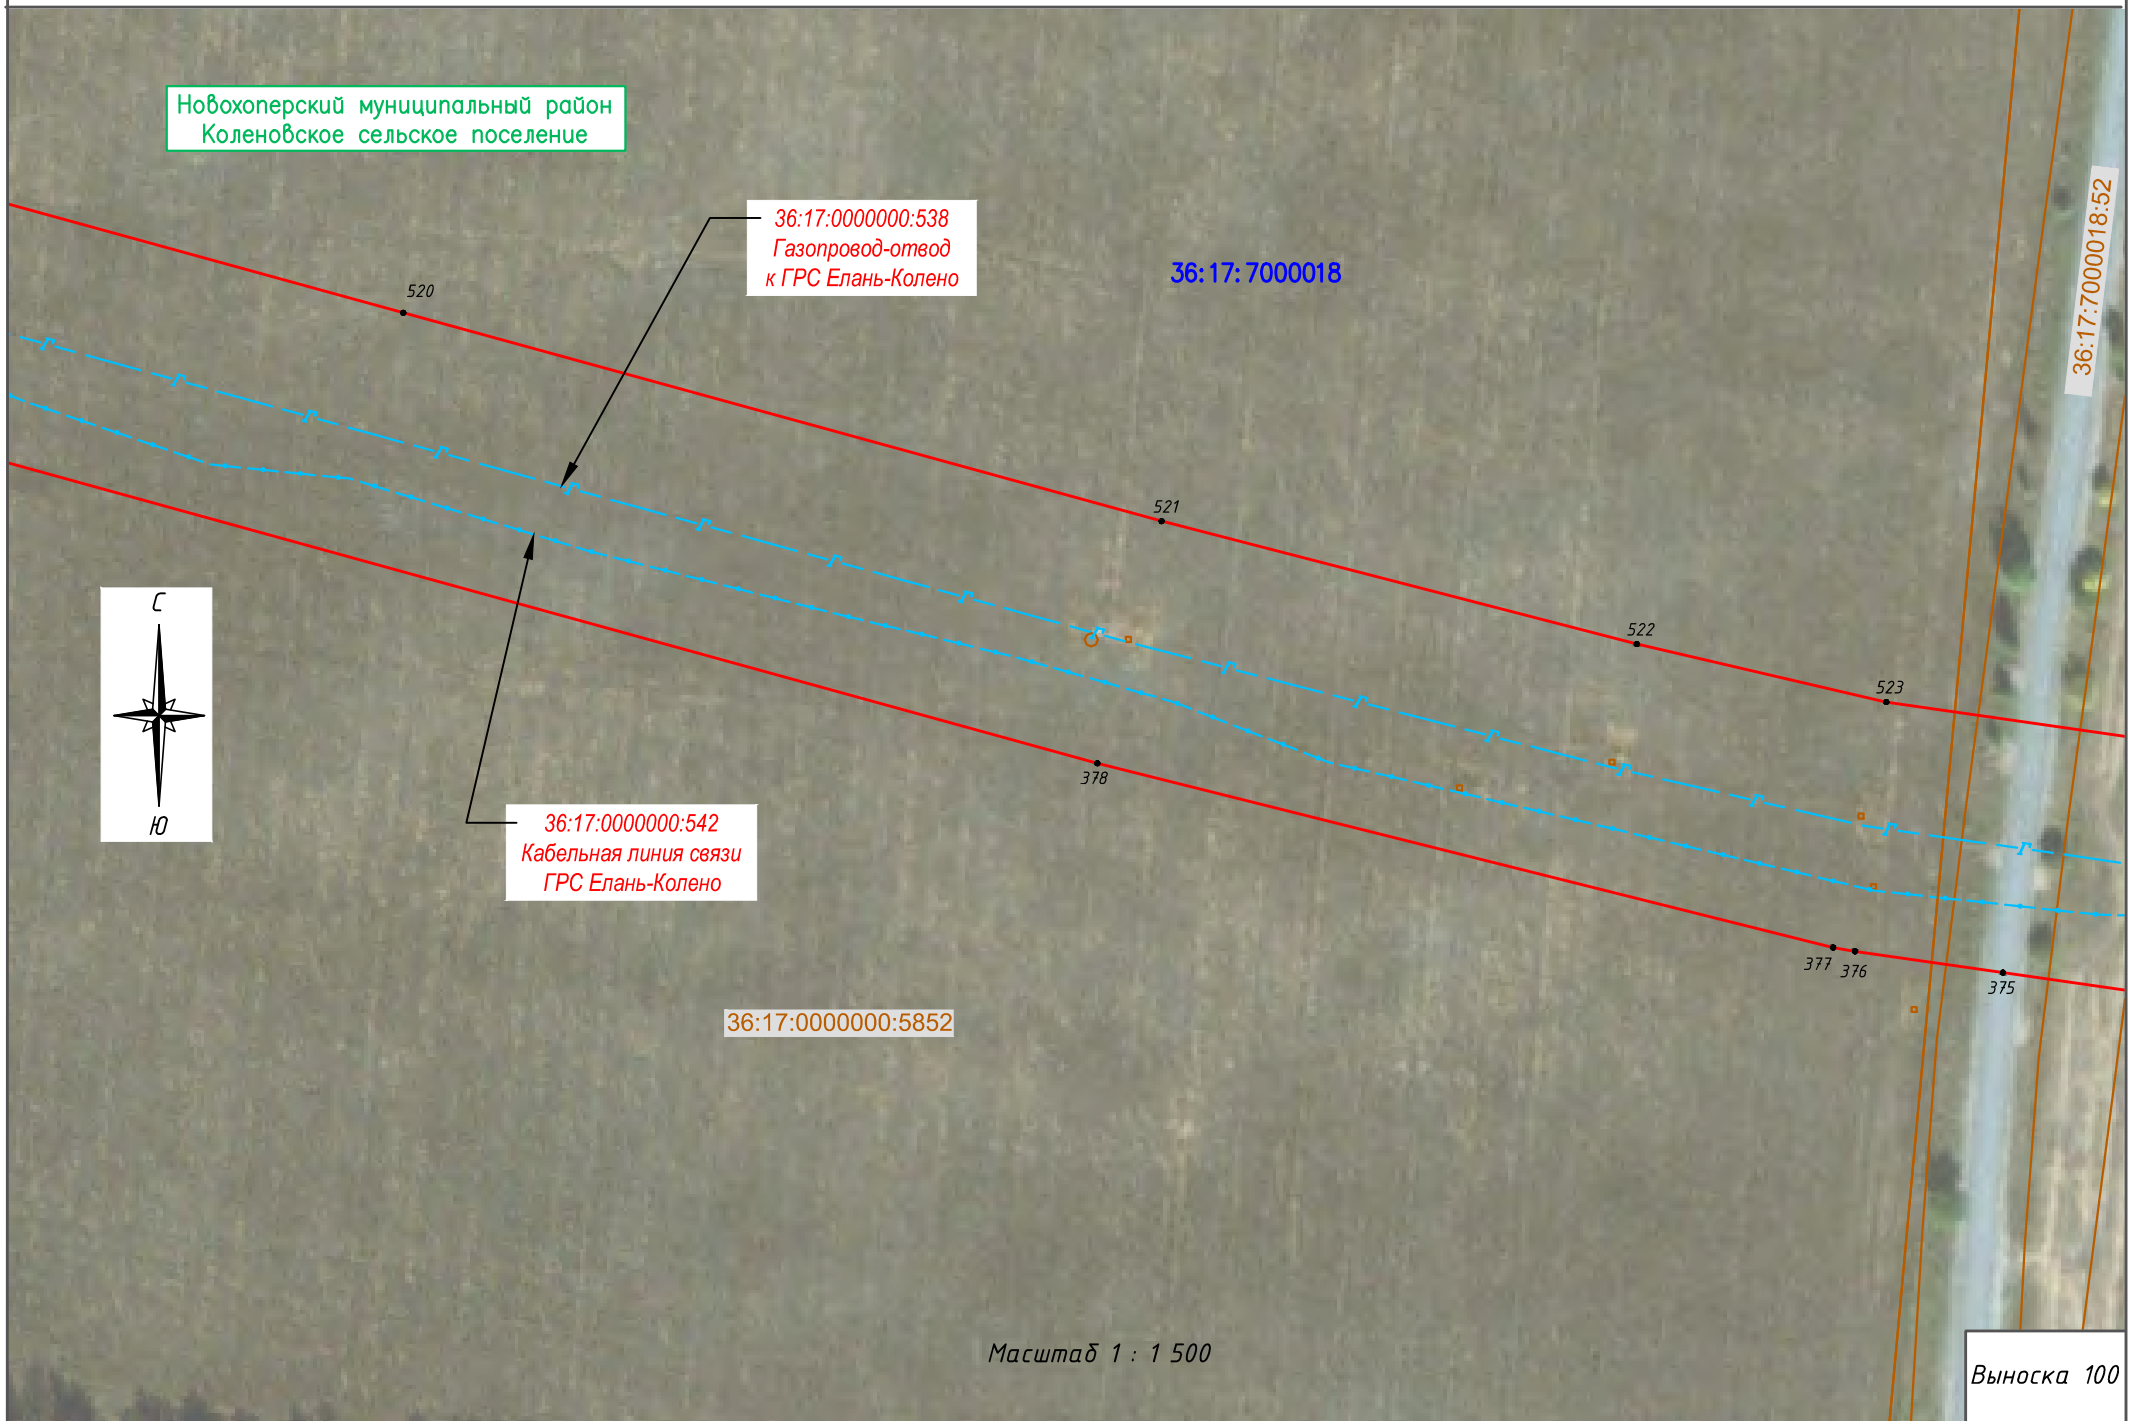 Новохоперский муниципальный район
Коленовское сельское поселение
36:17:7000018:52
36:17:0000000:538
Газопровод-отвод
к ГРС Елань-Колено
36:17:7000018
520
521
С
522
523
378
Ю
36:17:0000000:542
Кабельная линия связи
ГРС Елань-Колено
377
376
375
36:17:0000000:5852
Масштаб 1 : 1 500
Выноска 100